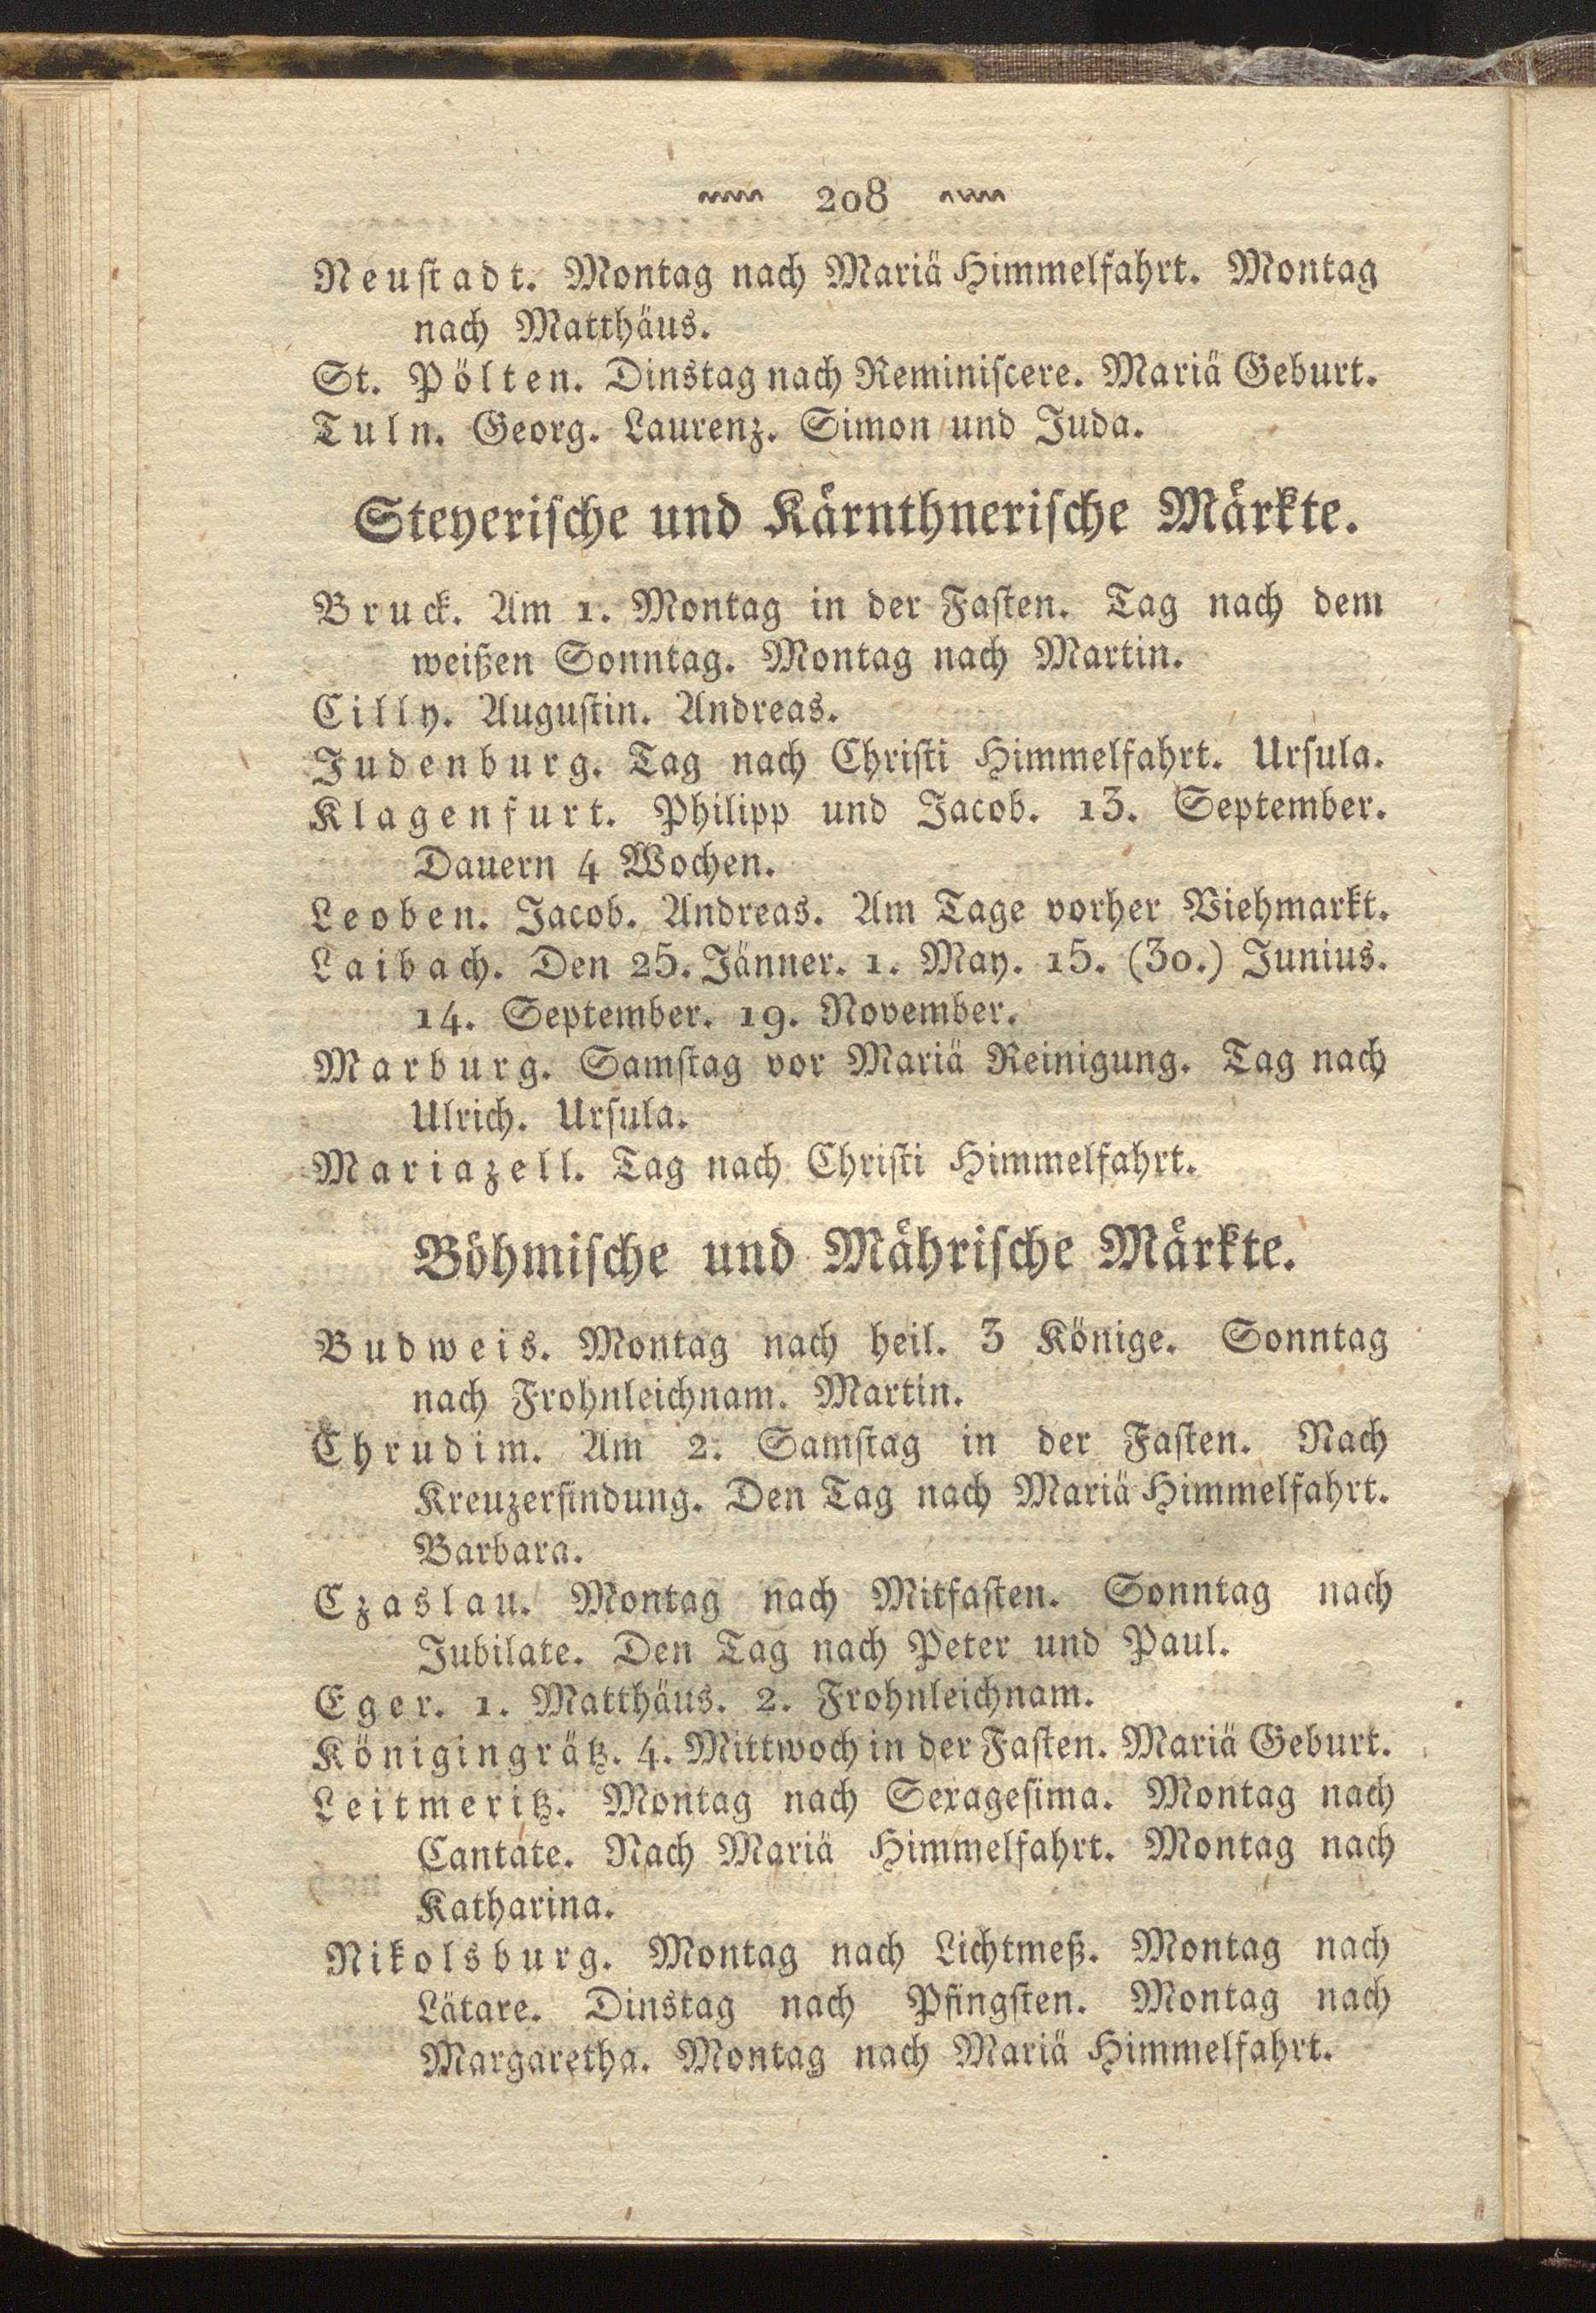 208
Neustadt. Montag nach Mariä Himmelfahrt. Montag
nach Matthäus.
St. Pölten. Dinstag nach Reminiscere. Mariä Geburt.
Tuln. Georg. Laurenz. Simon und Juda.
Steyerische und Kärnthnerische Märkte.
Bruck. Am 1. Montag in der Fasten. Tag nach dem
weißen Sonntag. Montag nach Martin.
Cilly. Augustin. Andreas.
Judenburg. Tag nach Christi Himmelfahrt. Ursula.
Klagenfurt. Philipp und Jacob. 13. September.
Dauern 4 Wochen.
Leoben. Jacob. Andreas. Am Tage vorher Viehmarkt.
Laibach. Den 25. Jänner. 1. May. 15. (30.) Junius.
14. September. 19. November.
Marburg. Samstag vor Mariä Reinigung. Tag nach
Ulrich. Ursula.
Mariazell. Tag nach Christi Himmelfahrt.
Böhmische und Mährische Märkte.
Budweis. Montag nach heil. 3 Könige. Sonntag
nach Frohnleichnam. Martin.
Chrudim. Am 2. Samstag in der Fasten. Nach
Kreuzerfindung. Den Tag nach Mariä Himmelfahrt.
Barbara.
Czaslau. Montag nach Mitfasten. Sonntag nach
Jubilate. Den Tag nach Peter und Paul.
Eger. 1. Matthäus. 2. Frohnleichnam.
Königingrätz. 4. Mittwoch in der Fasten. Mariä Geburt.
Leitmeritz. Montag nach Sexagesima. Montag nach
Cantate. Nach Mariä Himmelfahrt. Montag nach
Katharina.
Nikolsburg. Montag nach Lichtmeß. Montag nach
Lätare. Dinstag nach Pfingsten. Montag nach
Margaretha. Montag nach Mariä Himmelfahrt.